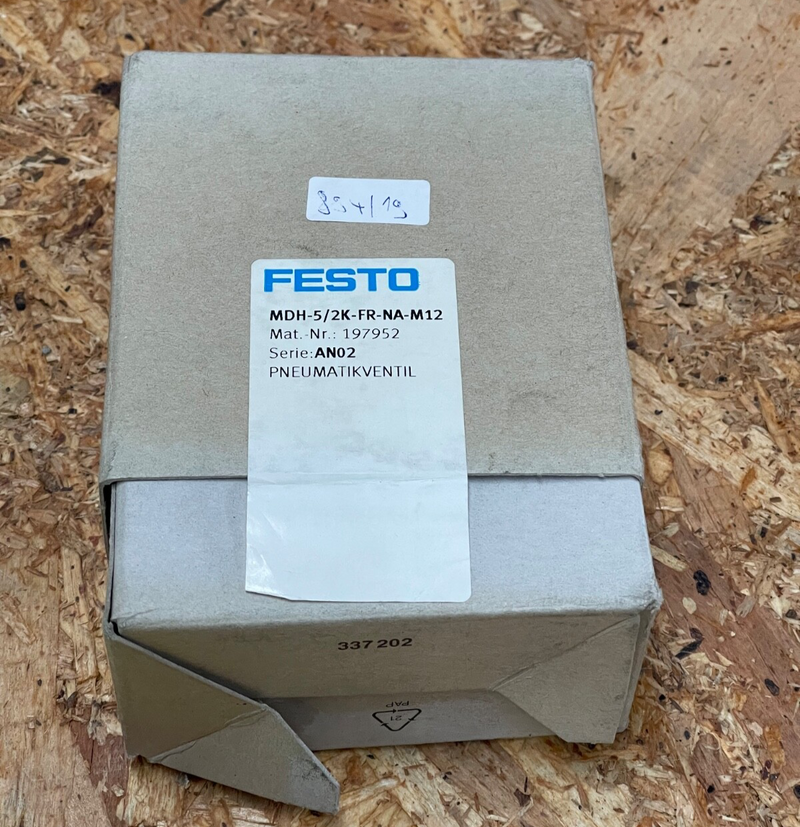 FESTO
MDH-5/2K-FR-NA-M12
Mat.-Nr.: 197952
Serie:AN02
PNEUMATIKVENTIL
337 202
21
PAP